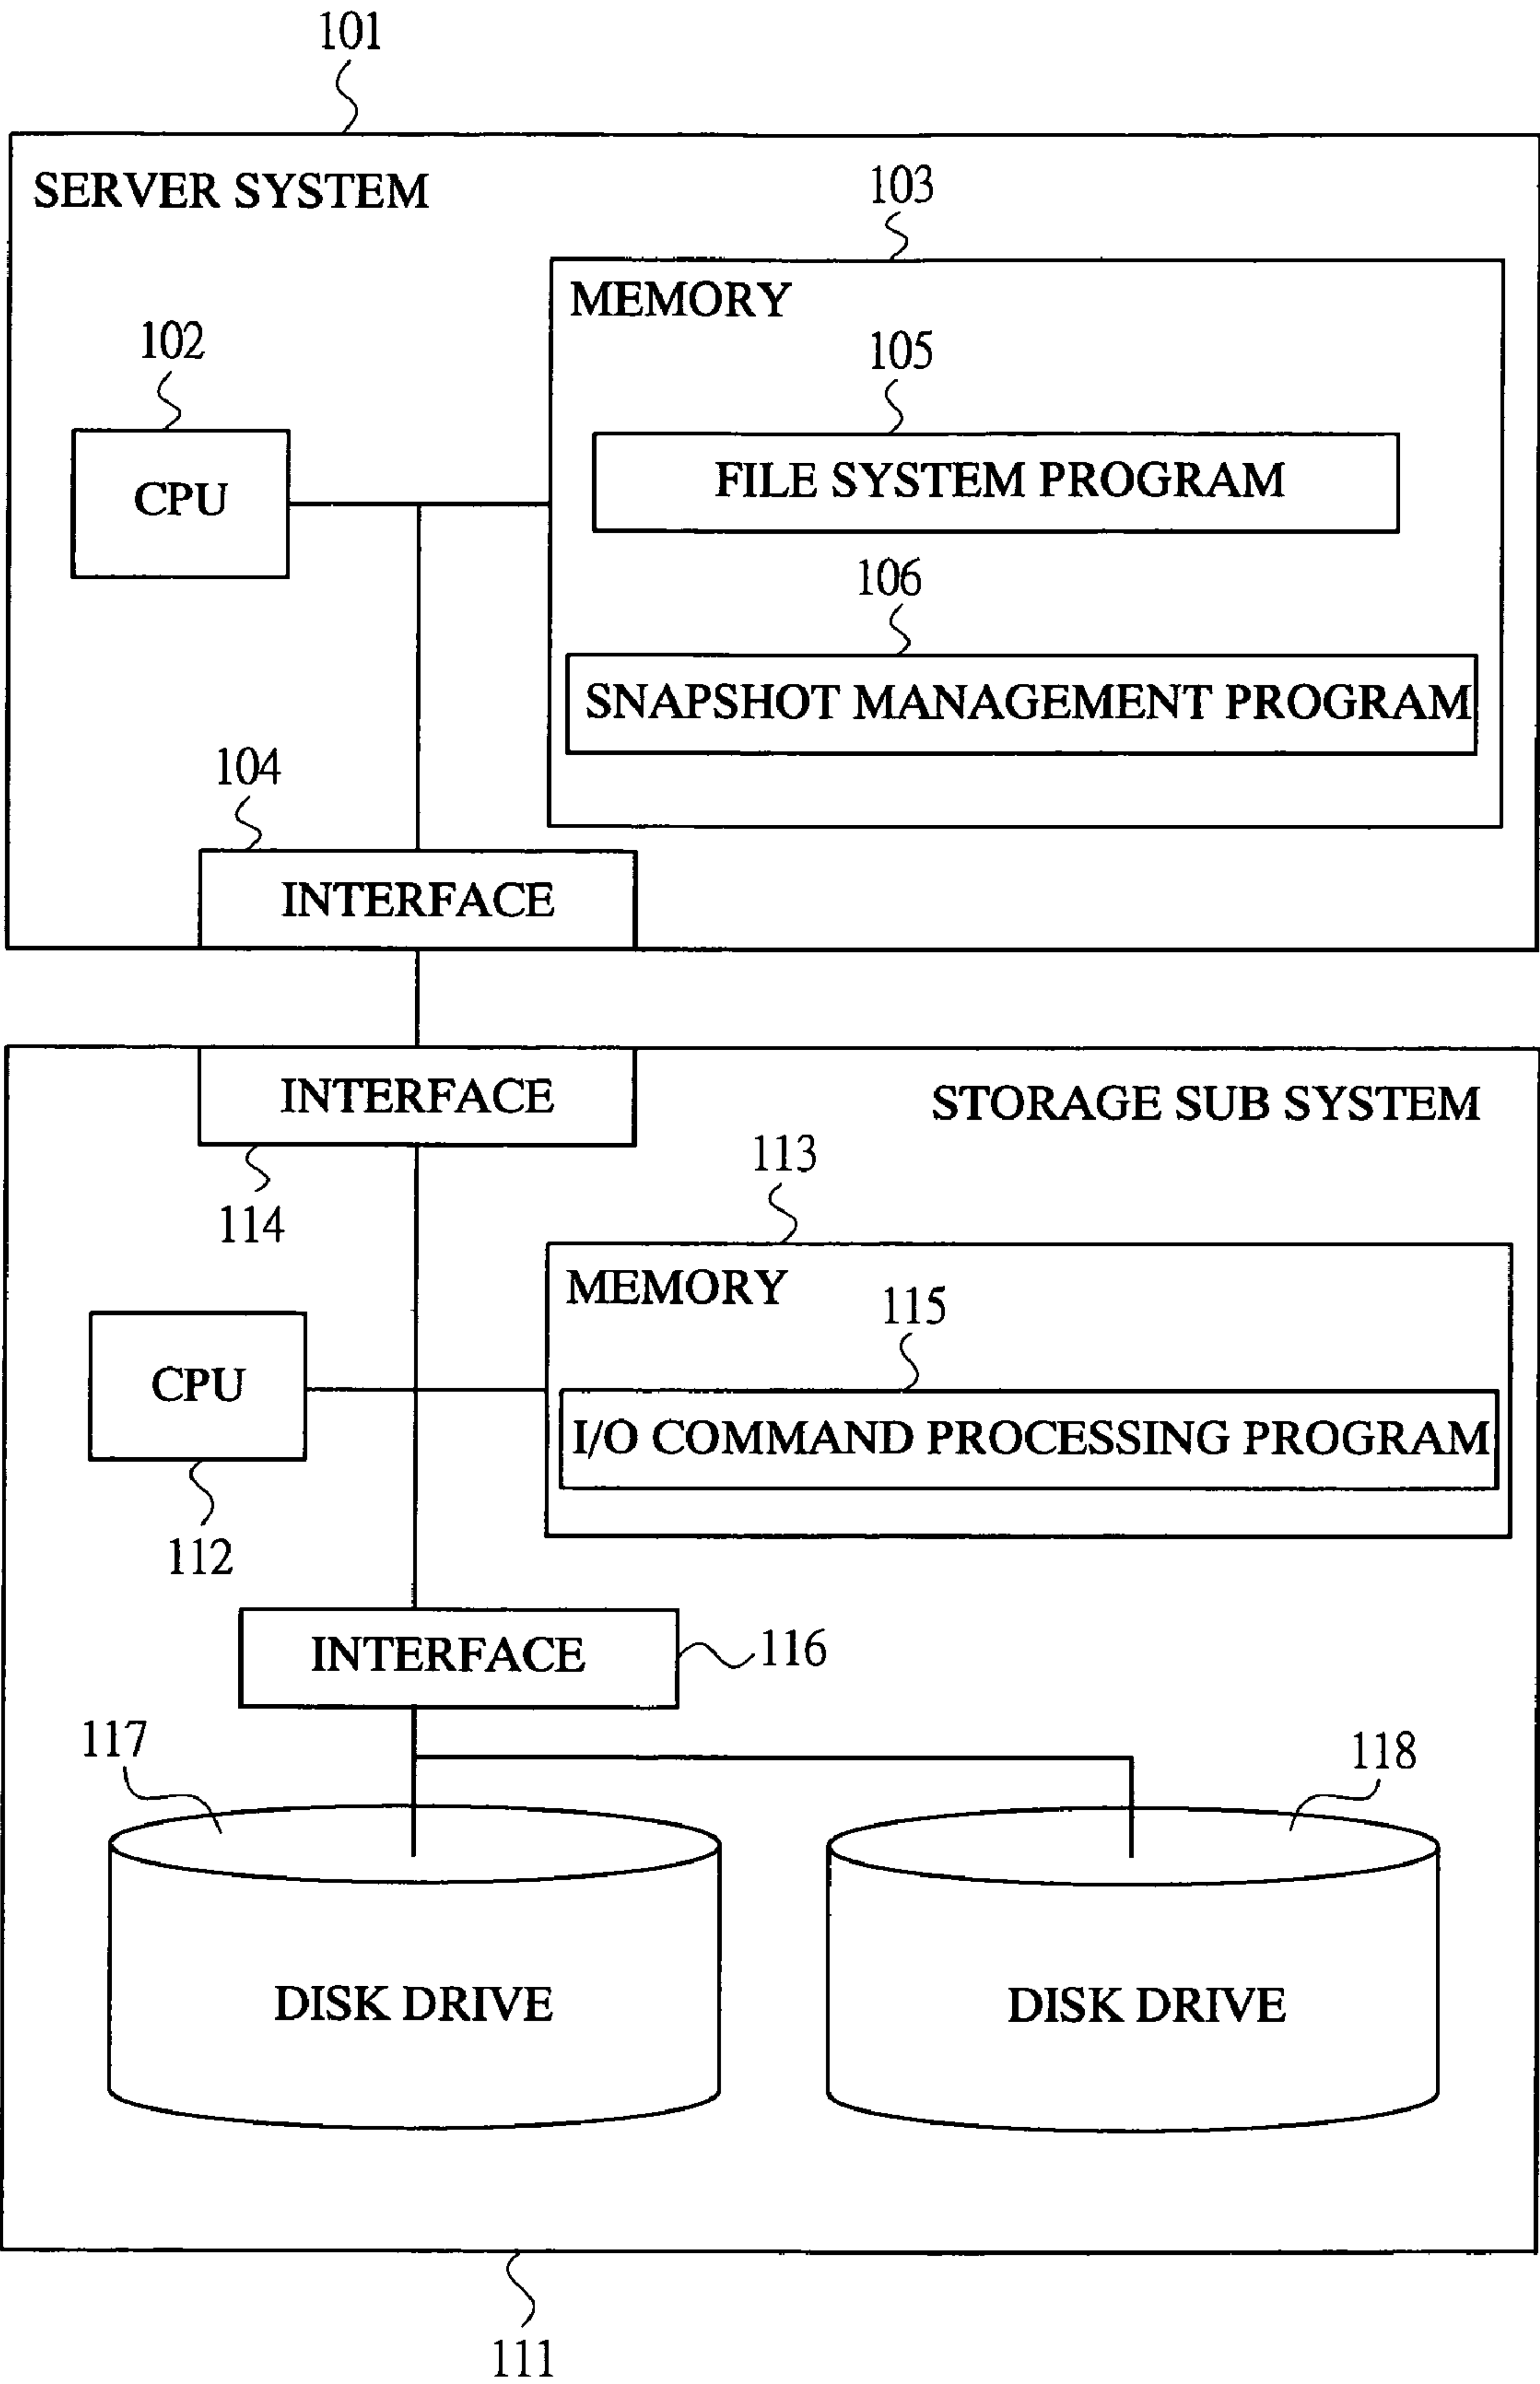 101
SERVER SYSTEM
103
MEMORY
102
105
CPU
FILE SYSTEM PROGRAM
106
SNAPSHOT MANAGEMENT PROGRAM
104
INTERFACE
INTERFACE
STORAGE SUB SYSTEM
114
113
MEMORY
115
CPU
I/O COMMAND PROCESSING PROGRAM
112
INTERFACE
116
117
118
DISK DRIVE
DISK DRIVE
111